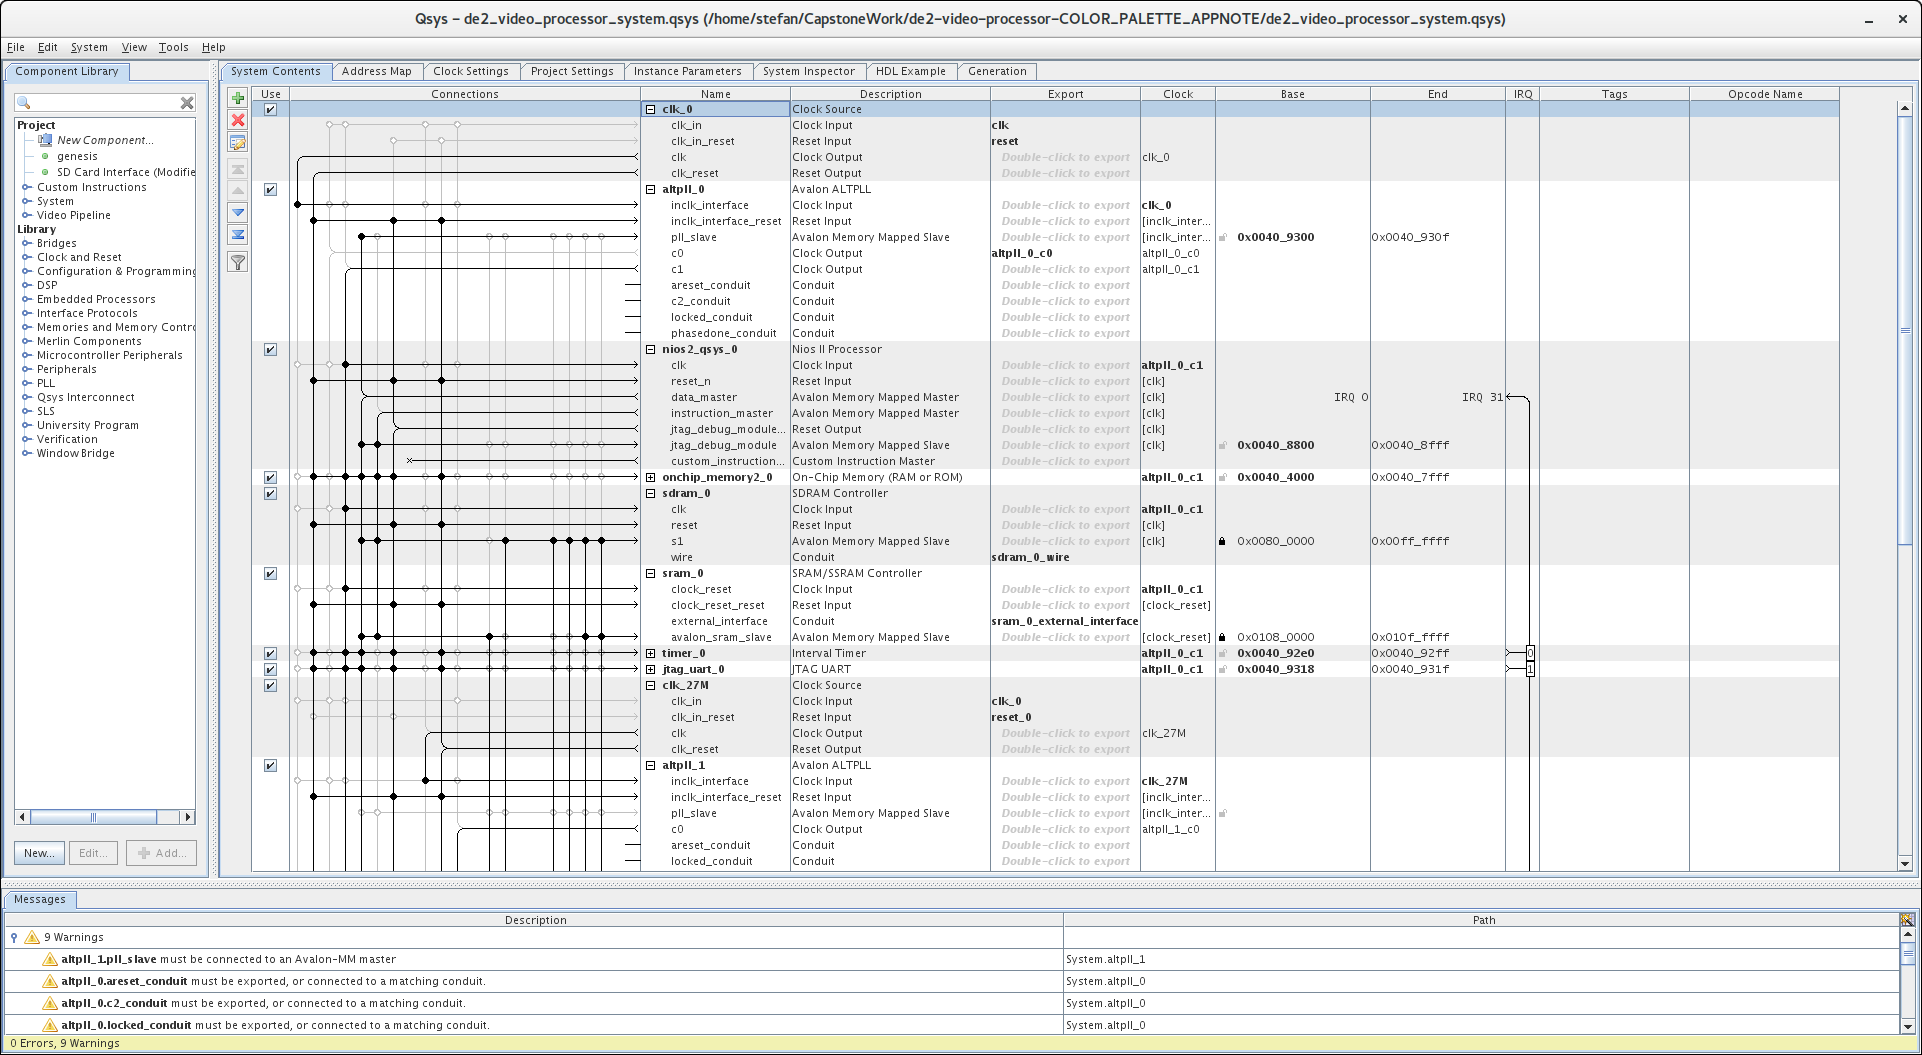 Qsys - de2_video_processor_system.qsys (/home/stefan/CapstoneWork/de2-video-processor-COLOR_PALETTE_APPNOTE/de2_video_processor_system.qsys)
File Edit System View Tools Help
Component Library
Project
New Component...
genesis
SD Card Interface (Modifie
Custom Instructions
System
Video Pipeline
Library
Bridges
Clock and Reset
Configuration & Programming
DSP
Embedded Processors
Interface Protocols
Memories and Memory Contro
Merlin Components
Microcontroller Peripherals
Peripherals
PLL
Qsys Interconnect
SLS
University Program
Verification
Window Bridge
New... Edit... Add...
System Contents Address Map Clock Settings Project Settings Instance Parameters System Inspector HDL Example Generation
Use Connections Name Description Export Clock Base End IRQ Tags Opcode Name
clk_0 Clock Source
clk_in Clock Input clk
clk_in_reset Reset Input reset
clk Clock Output Double-click to export clk_0
clk_reset Reset Output Double-click to export
altpll_0 Avalon ALTPLL
inclk_interface Clock Input Double-click to export clk_0
inclk_interface_reset Reset Input Double-click to export [inclk_inter...
pll_slave Avalon Memory Mapped Slave Double-click to export [inclk_inter... 0x0040_9300 0x0040_930f
c0 Clock Output altpll_0_c0 altpll_0_c0
c1 Clock Output Double-click to export altpll_0_c1
areset_conduit Conduit Double-click to export
c2_conduit Conduit Double-click to export
locked_conduit Conduit Double-click to export
phasedone_conduit Conduit Double-click to export
nios2_qsys_0 Nios II Processor
clk Clock Input Double-click to export altpll_0_c1
reset_n Reset Input Double-click to export [clk]
data_master Avalon Memory Mapped Master Double-click to export [clk] IRQ 0 IRQ 31
instruction_master Avalon Memory Mapped Master Double-click to export [clk]
jtag_debug_module... Reset Output Double-click to export [clk]
jtag_debug_module Avalon Memory Mapped Slave Double-click to export [clk] 0x0040_8800 0x0040_8fff
custom_instruction... Custom Instruction Master Double-click to export
onchip_memory2_0 On-Chip Memory (RAM or ROM) altpll_0_c1 0x0040_4000 0x0040_7fff
sdram_0 SDRAM Controller
clk Clock Input Double-click to export altpll_0_c1
reset Reset Input Double-click to export [clk]
s1 Avalon Memory Mapped Slave Double-click to export [clk] 0x0080_0000 0x00ff_ffff
wire Conduit sdram_0_wire
sram_0 SRAM/SSRAM Controller
clock_reset Clock Input Double-click to export altpll_0_c1
clock_reset_reset Reset Input Double-click to export [clock_reset]
external_interface Conduit sram_0_external_interface
avalon_sram_slave Avalon Memory Mapped Slave Double-click to export [clock_reset] 0x0108_0000 0x010f_ffff
timer_0 Interval Timer altpll_0_c1 0x0040_92e0 0x0040_92ff 0
jtag_uart_0 JTAG UART altpll_0_c1 0x0040_9318 0x0040_931f 1
clk_27M Clock Source
clk_in Clock Input clk_0
clk_in_reset Reset Input reset_0
clk Clock Output Double-click to export clk_27M
clk_reset Reset Output Double-click to export
altpll_1 Avalon ALTPLL
inclk_interface Clock Input Double-click to export clk_27M
inclk_interface_reset Reset Input Double-click to export [inclk_inter...
pll_slave Avalon Memory Mapped Slave Double-click to export [inclk_inter...
c0 Clock Output Double-click to export altpll_1_c0
areset_conduit Conduit Double-click to export
locked_conduit Conduit Double-click to export
Messages
Description Path
9 Warnings
altpll_1.pll_slave must be connected to an Avalon-MM master System.altpll_1
altpll_0.areset_conduit must be exported, or connected to a matching conduit. System.altpll_0
altpll_0.c2_conduit must be exported, or connected to a matching conduit. System.altpll_0
altpll_0.locked_conduit must be exported, or connected to a matching conduit. System.altpll_0
0 Errors, 9 Warnings